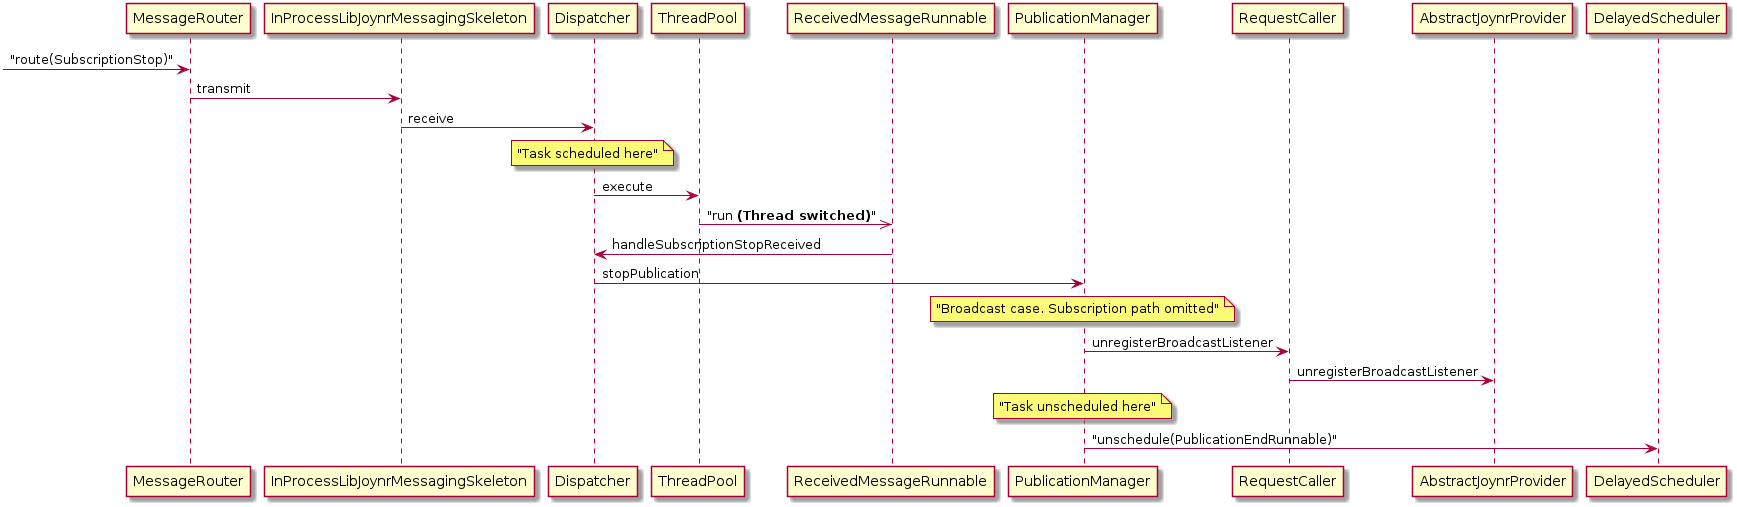 MessageRouter
InProcessLibJoynrMessagingSkeleton
Dispatcher
ThreadPool
ReceivedMessageRunnable
PublicationManager
RequestCaller
AbstractJoynrProvider
DelayedScheduler
"route(SubscriptionStop)"
transmit
receive
"Task scheduled here"
execute
"run (Thread switched)"
handleSubscriptionStopReceived
stopPublication
"Broadcast case. Subscription path omitted"
unregisterBroadcastListener
unregisterBroadcastListener
"Task unscheduled here"
"unschedule(PublicationEndRunnable)"
MessageRouter
InProcessLibJoynrMessagingSkeleton
Dispatcher
ThreadPool
ReceivedMessageRunnable
PublicationManager
RequestCaller
AbstractJoynrProvider
DelayedScheduler